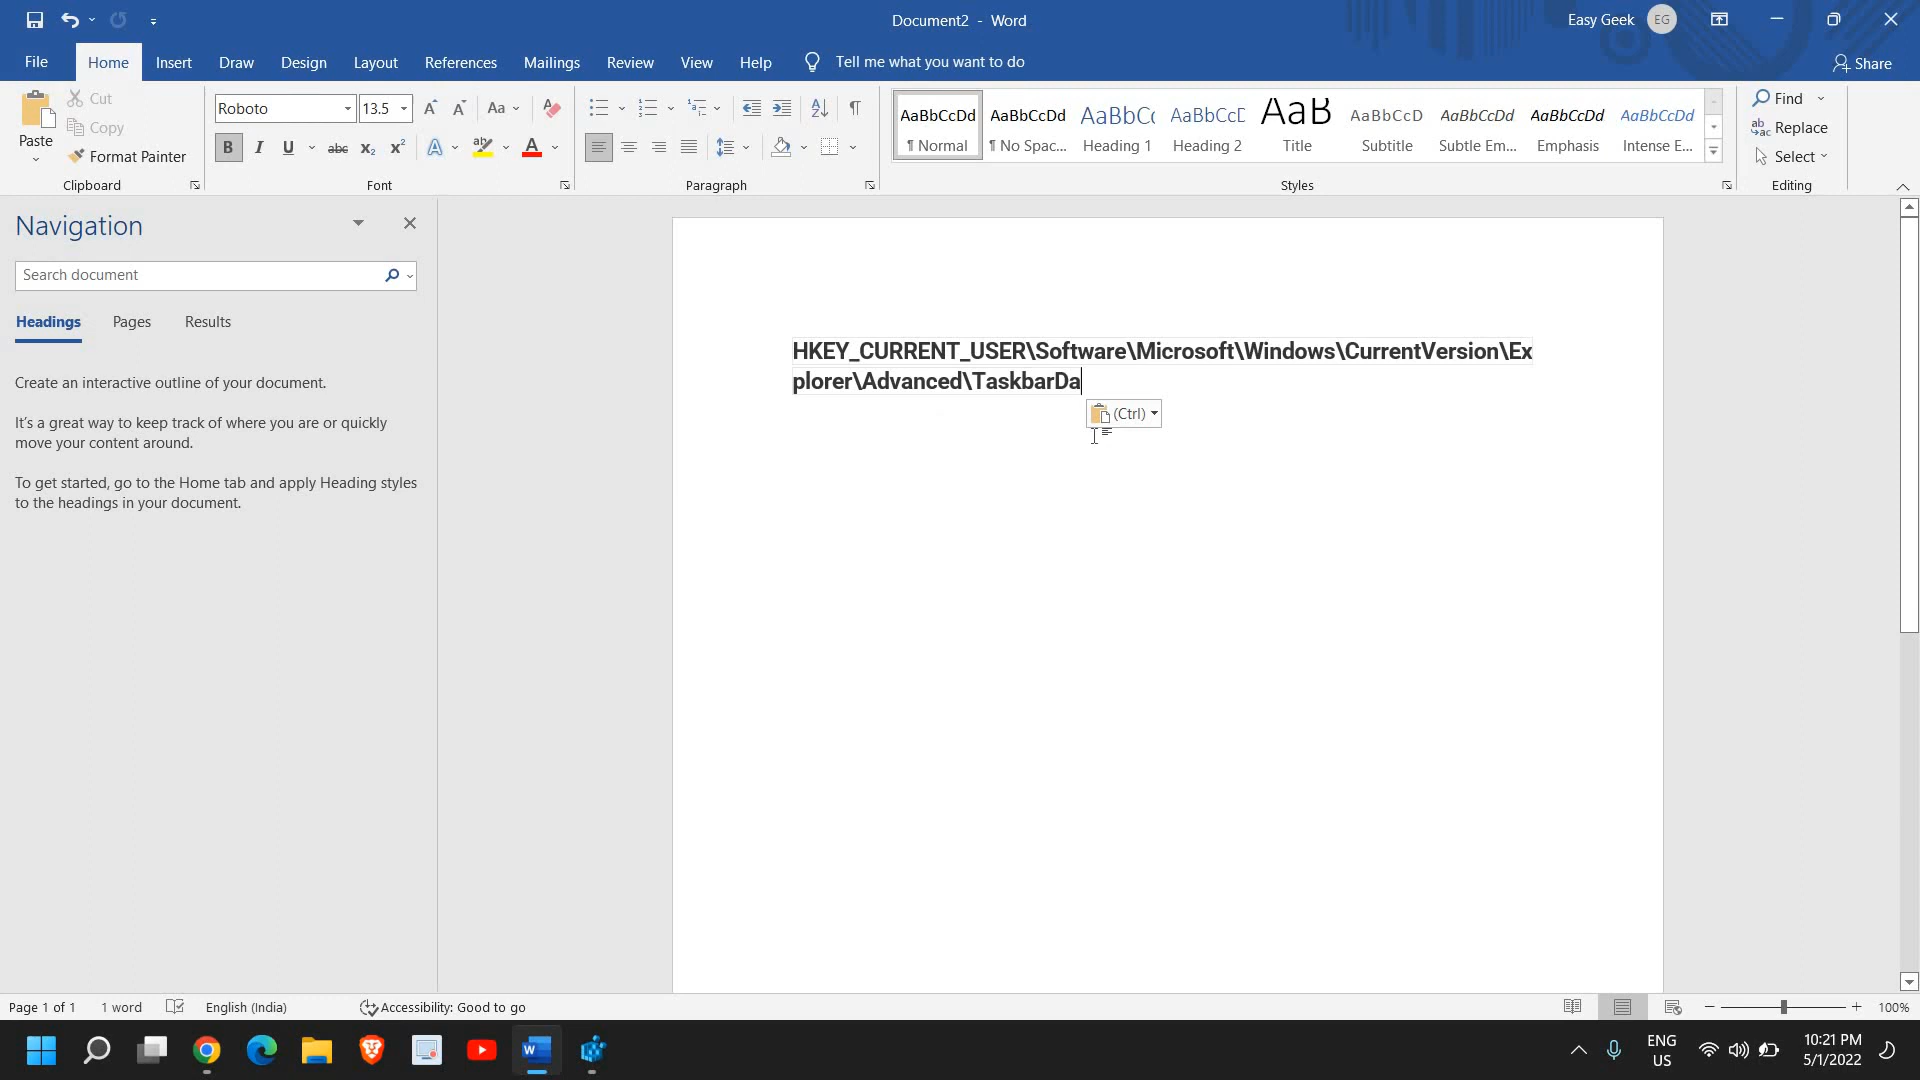 Document2 - Word
Easy Geek
EG
File
Home
Insert
Draw
Design
Layout
References
Mailings
Review
View
Help
Tell me what you want to do
Share
Paste
Cut
Copy
Format Painter
Clipboard
Roboto
13.5
Aa
B
I
U
abc
x₂
x²
A
A
Font
Paragraph
AaBbCcDd
¶ Normal
AaBbCcDd
¶ No Spac...
AaBbC(
Heading 1
AaBbCcE
Heading 2
AaB
Title
AaBbCcD
Subtitle
AaBbCcDd
Subtle Em...
AaBbCcDd
Emphasis
AaBbCcDd
Intense E...
Styles
Find
Replace
Select
Editing
Navigation
Search document
Headings
Pages
Results
Create an interactive outline of your document.
It's a great way to keep track of where you are or quickly
move your content around.
To get started, go to the Home tab and apply Heading styles
to the headings in your document.
HKEY_CURRENT_USER\Software\Microsoft\Windows\CurrentVersion\Ex
plorer\Advanced\TaskbarDa
(Ctrl)
Page 1 of 1
1 word
English (India)
Accessibility: Good to go
100%
ENG
US
10:21 PM
5/1/2022